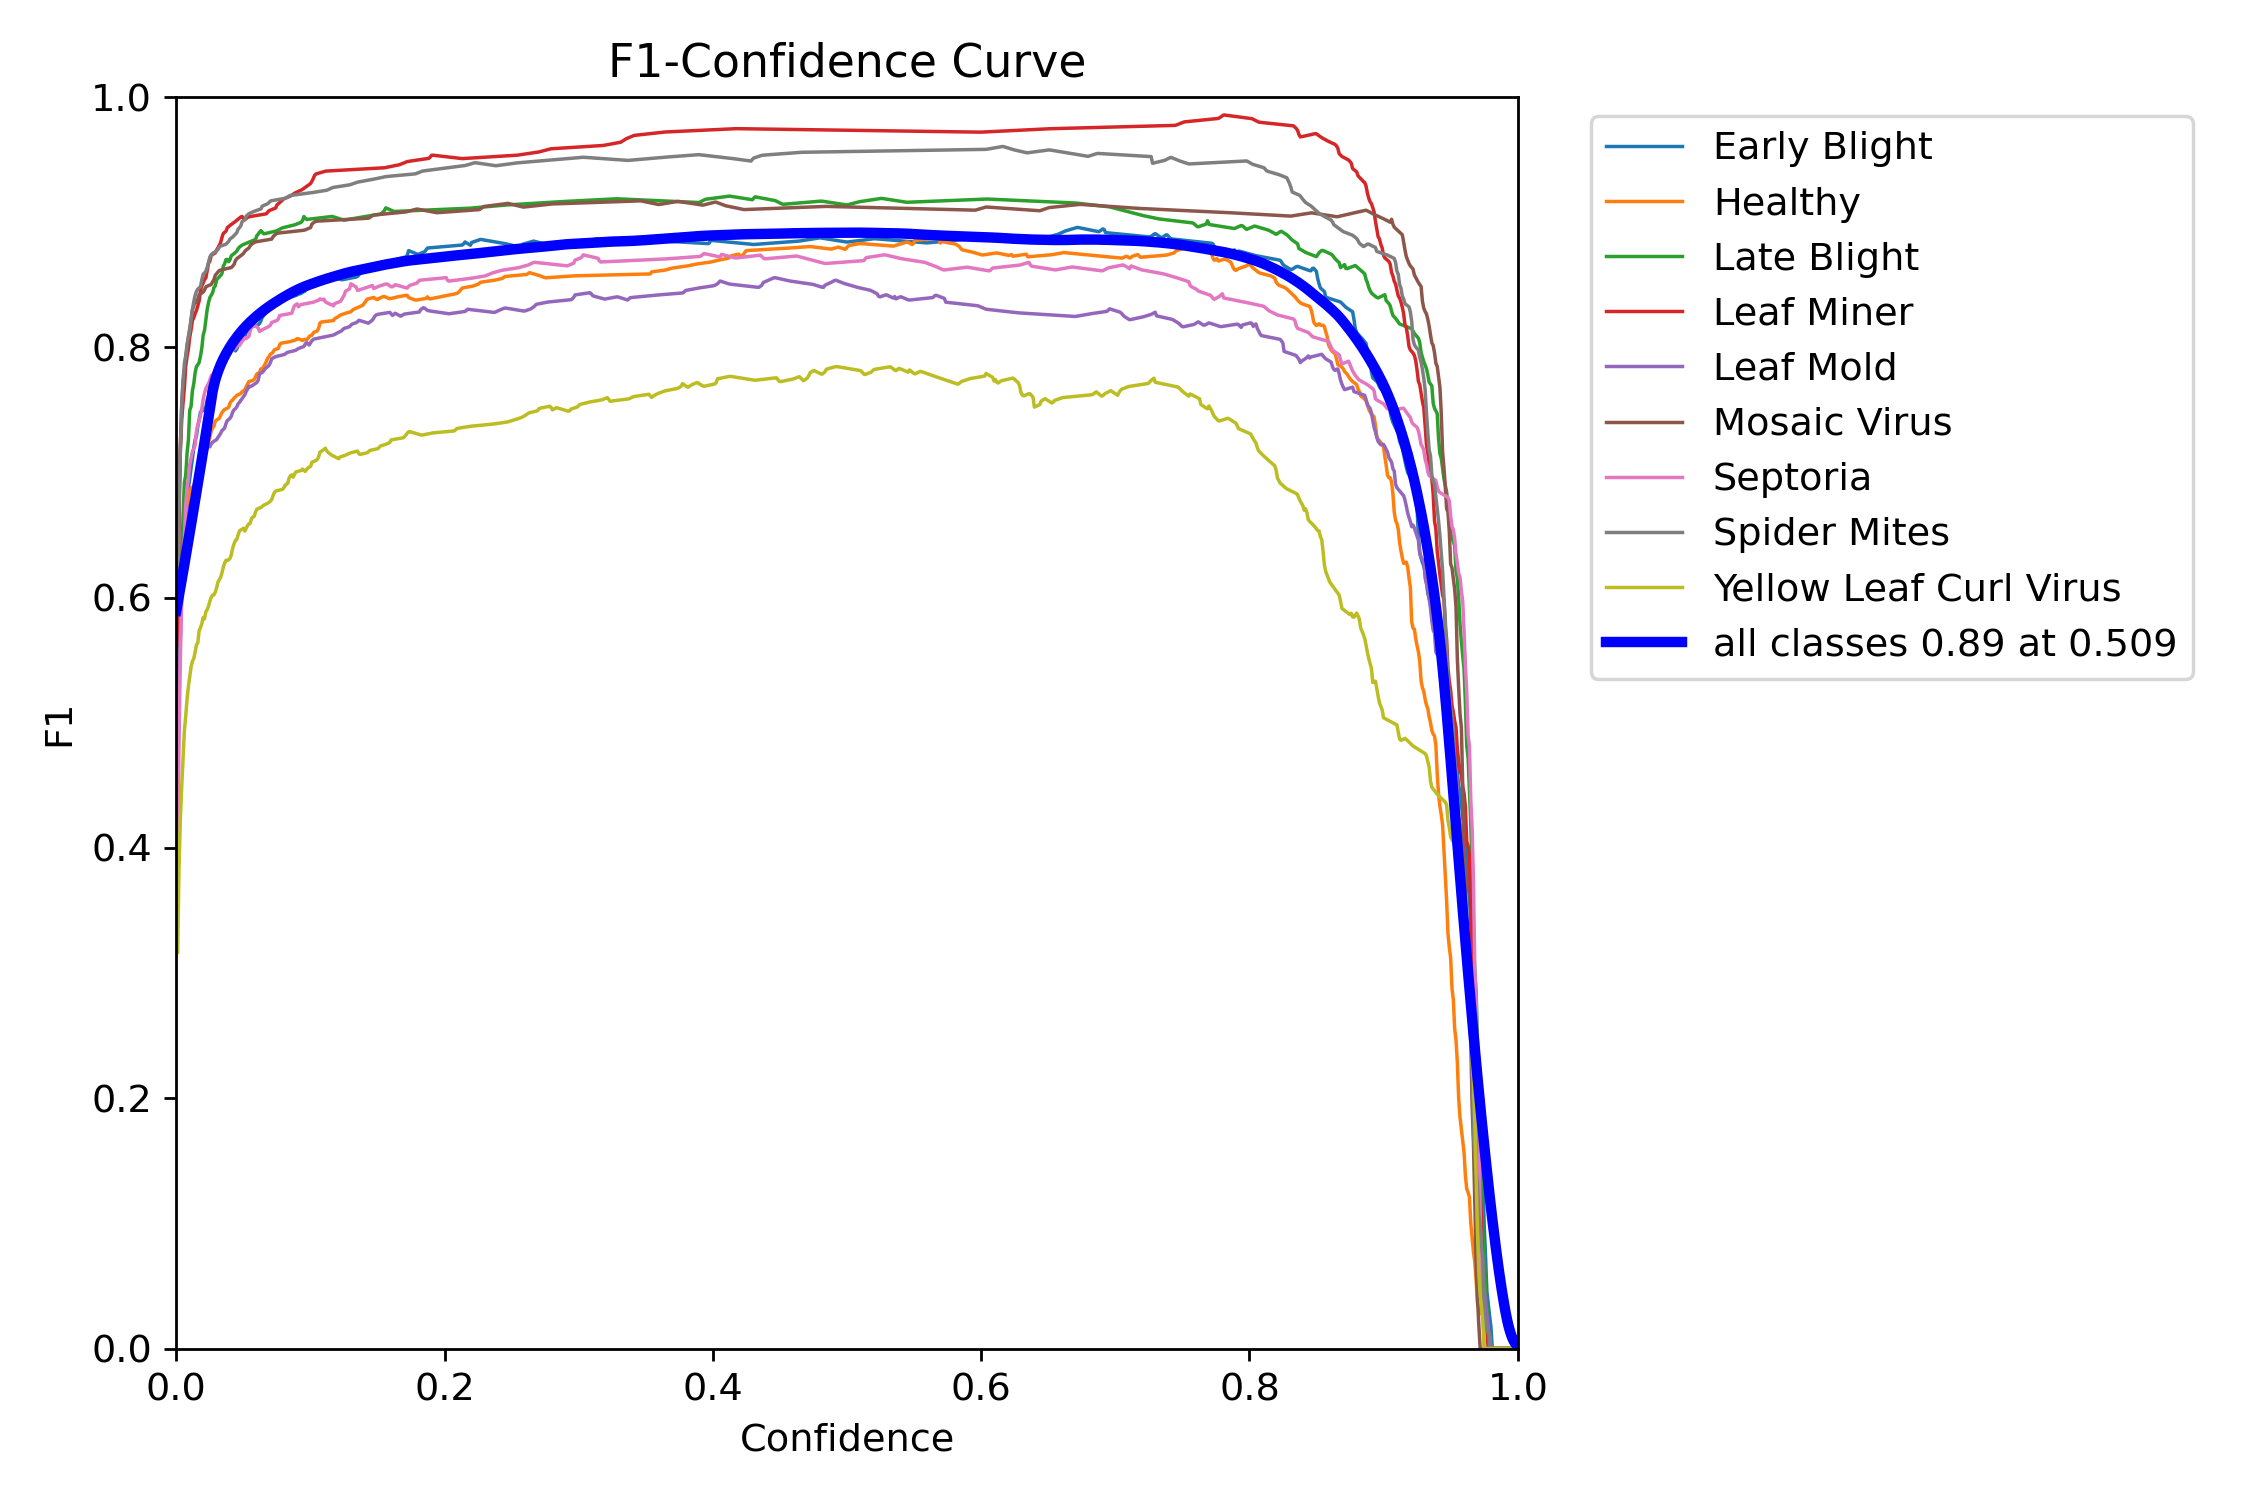 F1-Confidence Curve
1.0
0.8
0.6
0.4
0.2
0.0
F1
0.0 0.2 0.4 0.6 0.8 1.0
Confidence
Early Blight
Healthy
Late Blight
Leaf Miner
Leaf Mold
Mosaic Virus
Septoria
Spider Mites
Yellow Leaf Curl Virus
all classes 0.89 at 0.509